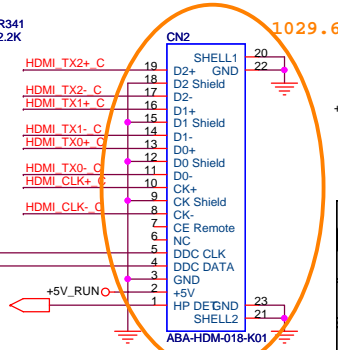 R341
2.2K
CN2
1029.6
SHELL1 20
HDMI_TX2+_C 19 D2+ GND 22
18 D2 Shield
HDMI_TX2-_C 17 D2-
HDMI_TX1+_C 16 D1+
15 D1 Shield
HDMI_TX1-_C 14 D1-
HDMI_TX0+_C 13 D0+
12 D0 Shield
HDMI_TX0-_C 11 D0-
HDMI_CLK+_C 10 CK+
9 CK Shield
HDMI_CLK-_C 8 CK-
7 CE Remote
6 NC
5 DDC CLK
4 DDC DATA
3 GND
+5V_RUN 2 +5V
1 HP DET GND 23
SHELL2 21
ABA-HDM-018-K01